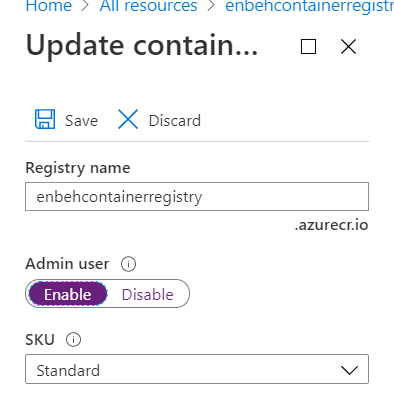 Home > All resources > enbehcontainerregistr
Update contain...
Save Discard
Registry name
enbehcontainerregistry
.azurecr.io
Admin user
Enable Disable
SKU
Standard